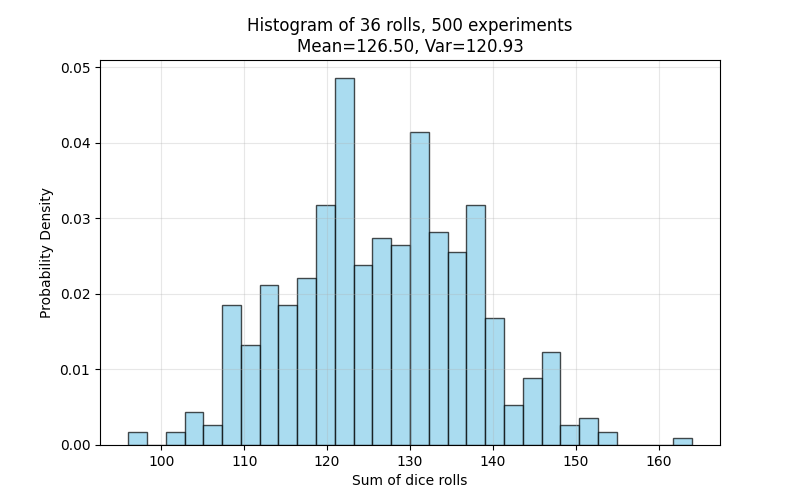 Histogram of 36 rolls, 500 experiments
Mean=126.50, Var=120.93
0.05
0.04
0.03
0.02
0.01
0.00
Probability Density
100 110 120 130 140 150 160
Sum of dice rolls